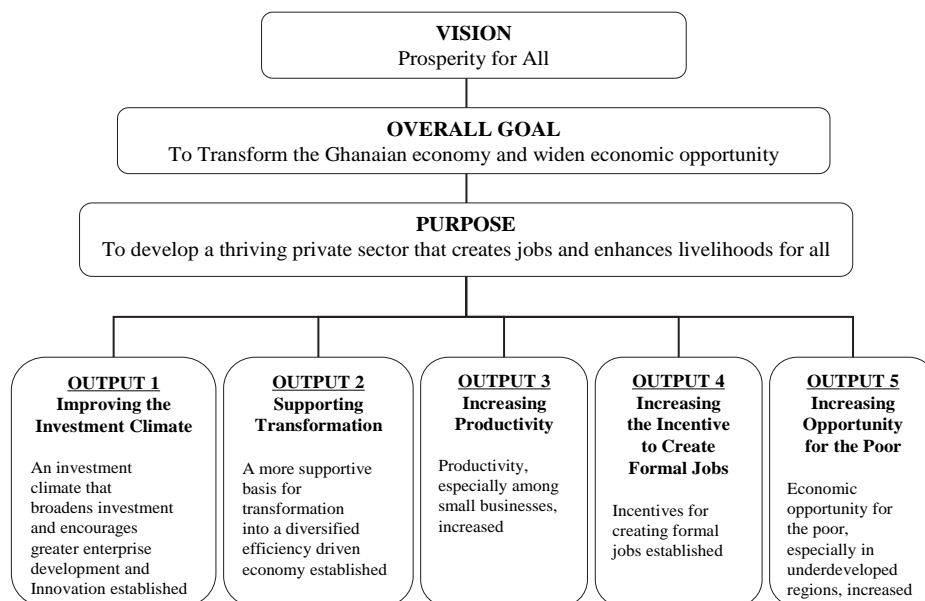 VISION
Prosperity for All
OVERALL GOAL
To Transform the Ghanaian economy and widen economic opportunity
PURPOSE
To develop a thriving private sector that creates jobs and enhances livelihoods for all
OUTPUT 1
Improving the
Investment Climate
An investment
climate that
broadens investment
and encourages
greater enterprise
development and
Innovation established
OUTPUT 2
Supporting
Transformation
A more supportive
basis for
transformation
into a diversified
efficiency driven
economy established
OUTPUT 3
Increasing
Productivity
Productivity,
especially among
small businesses,
increased
OUTPUT 4
Increasing
the Incentive
to Create
Formal Jobs
Incentives for
creating formal
jobs established
OUTPUT 5
Increasing
Opportunity
for the Poor
Economic
opportunity for
the poor,
especially in
underdeveloped
regions, increased